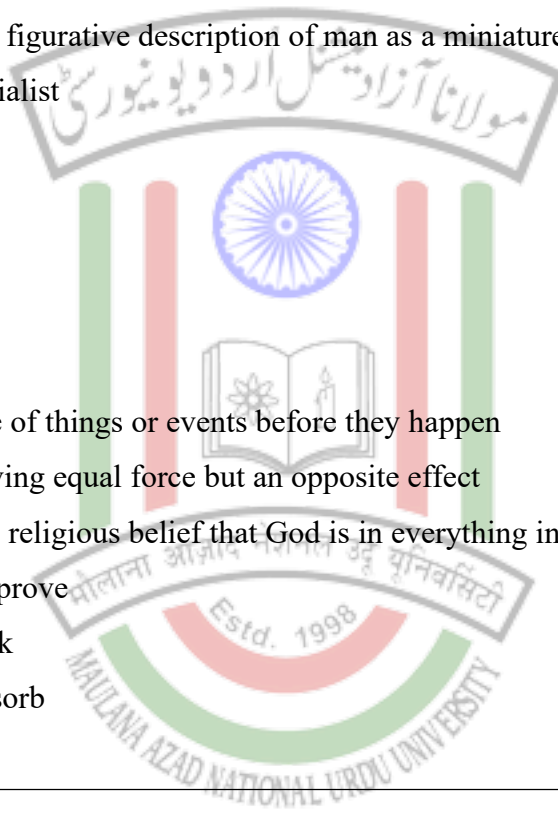 figurative description of man as a miniature
ialist
مولانا آزاد نیشنل اردو یونیورسٹی
e of things or events before they happen
ving equal force but an opposite effect
religious belief that God is in everything in
prove
मौलाना आज़ाद नेशनल उर्दू यूनिवर्सिटी
k
Estd. 1998
sorb
MAULANA AZAD NATIONAL URDU UNIVERSITY